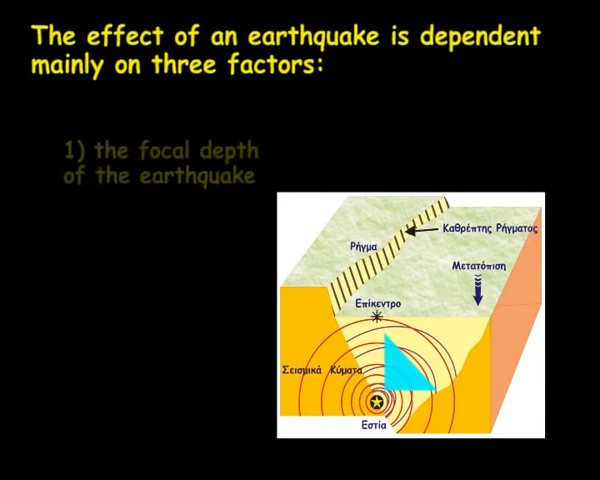 The effect of an earthquake is dependent
mainly on three factors:
1) the focal depth
of the earthquake
Καθρέπτης Ρήγματος
Ρήγμα
Μετατόπιση
Επίκεντρο
Σεισμικά Κύματα
Εστία